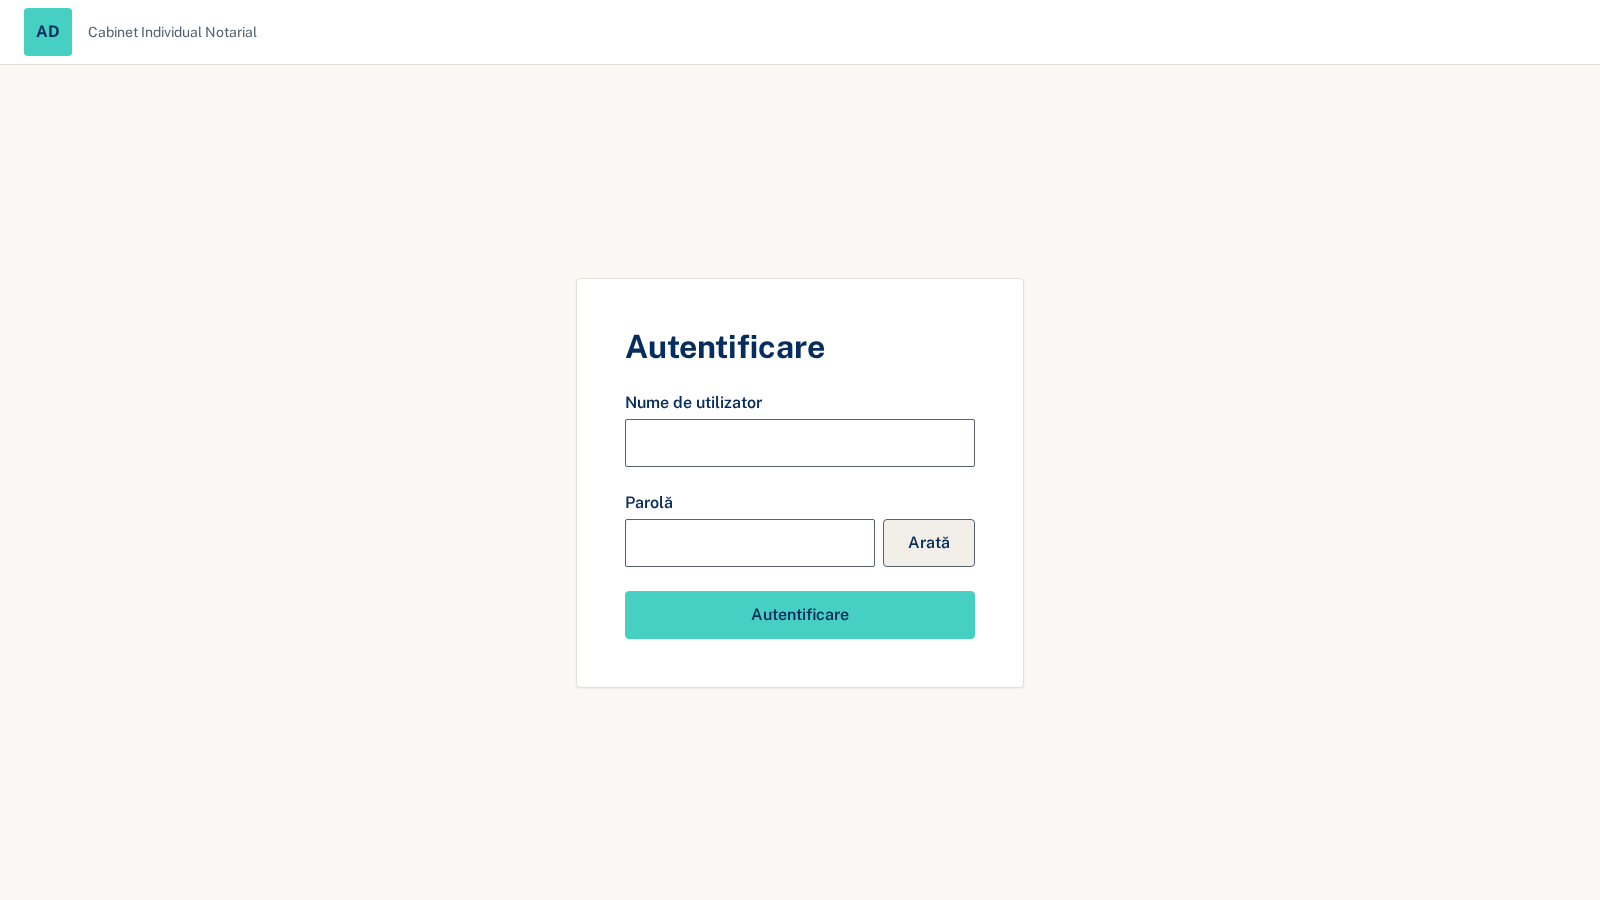 AD
Cabinet Individual Notarial
Autentificare
Nume de utilizator
Parolă
Arată
Autentificare